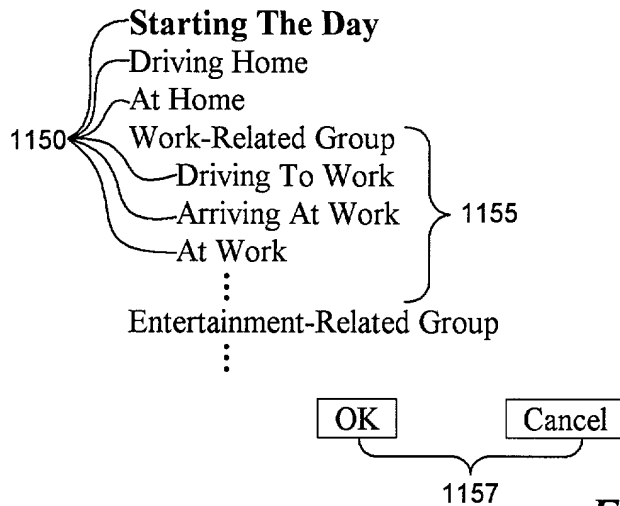 Starting The Day
Driving Home
At Home
1150
Work-Related Group
Driving To Work
Arriving At Work
1155
At Work
Entertainment-Related Group
OK
Cancel
1157